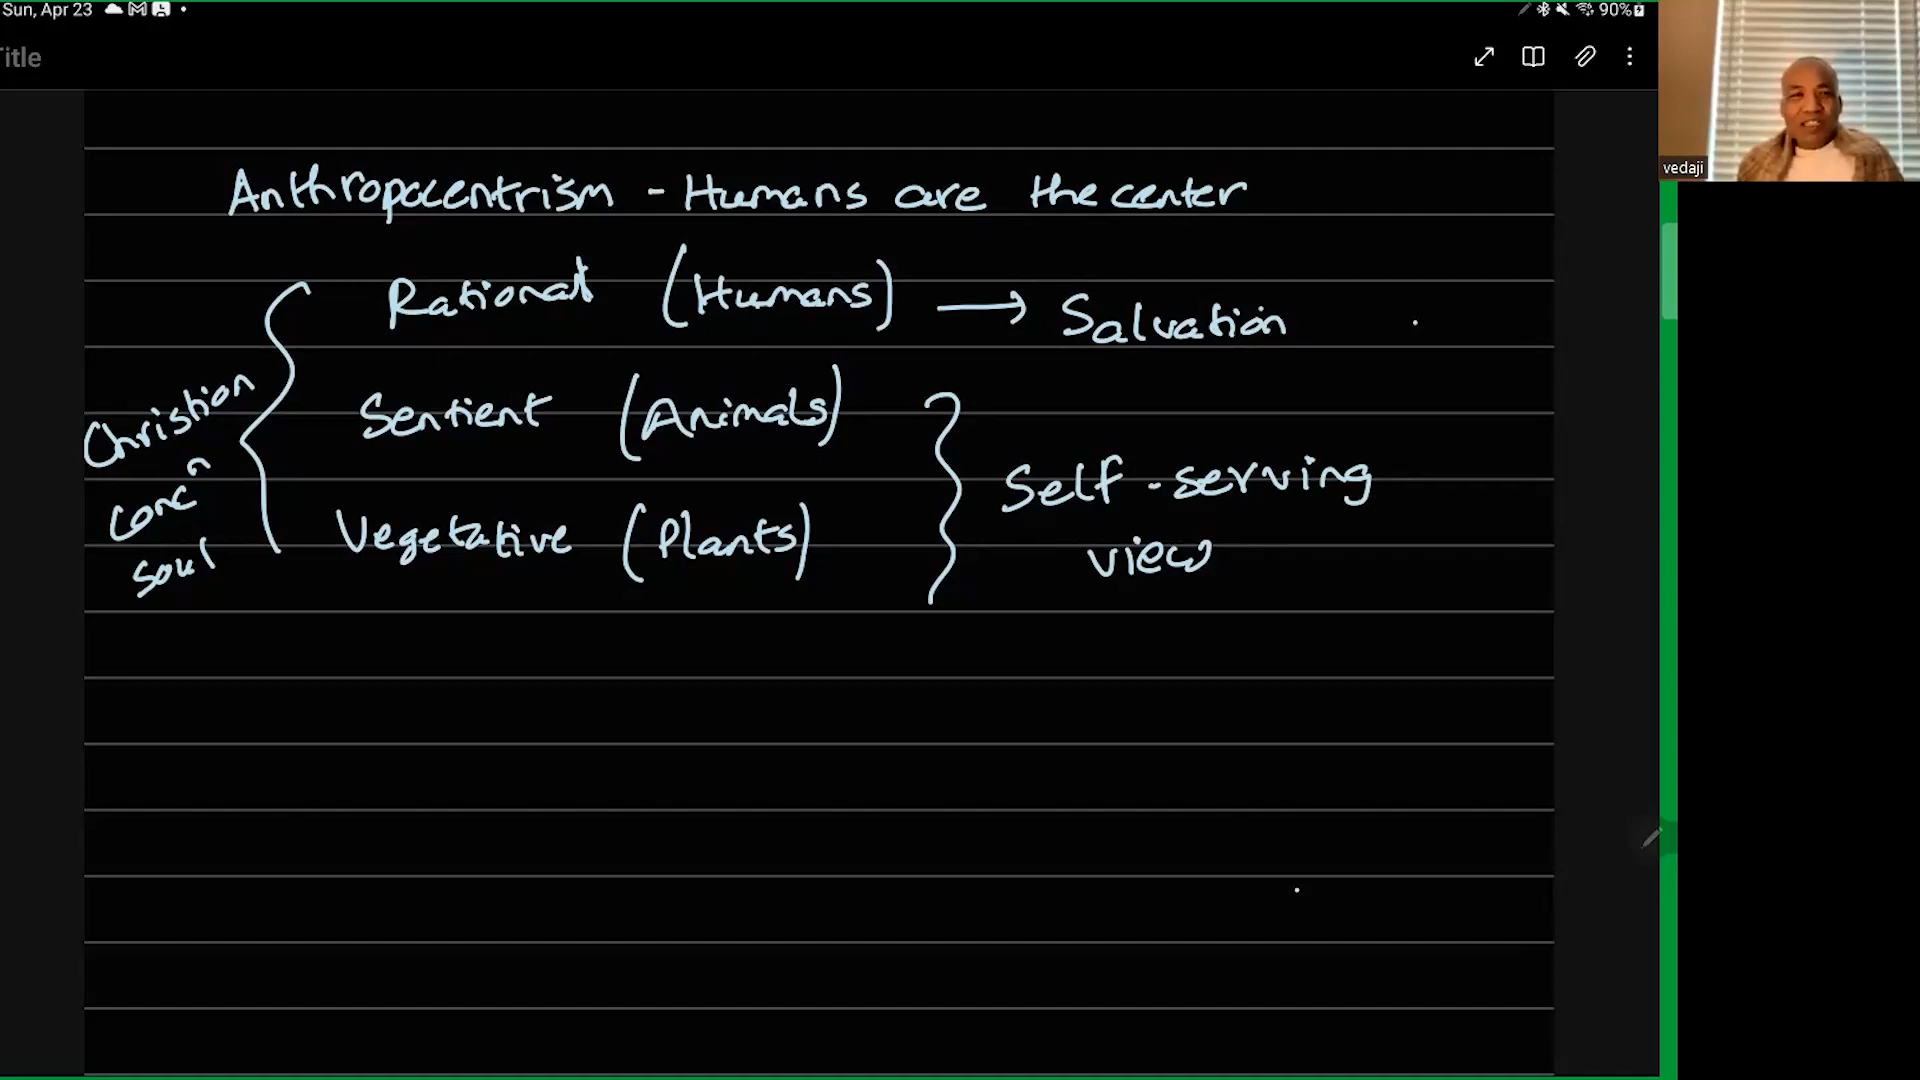 Sun, Apr 23
90%
Title
vedaji
Anthropocentrism - Humans are the center
Rational (Humans) → Salvation
Sentient (Animals)
Vegetative (Plants)
Christian
conc^n
soul
Self-serving
view